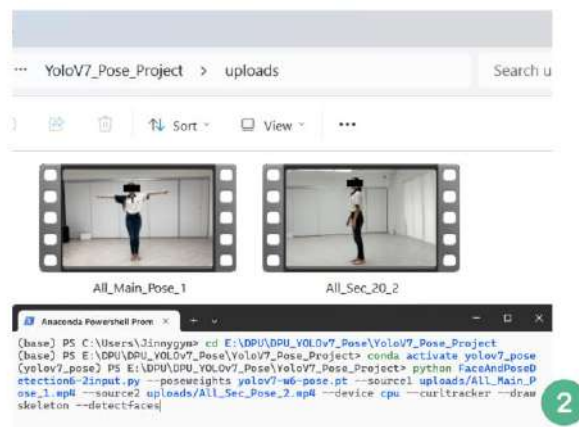 ... YoloV7_Pose_Project > uploads Search u
Sort View ...
All_Main_Pose_1 All_Sec_20_2
Anaconda Powershell Prom × + ⌄ - □ ×
(base) PS C:\Users\Jinnygym> cd E:\DPU\DPU_YOLOv7_Pose\YoloV7_Pose_Project
(base) PS E:\DPU\DPU_YOLOv7_Pose\YoloV7_Pose_Project> conda activate yolov7_pose
(yolov7_pose) PS E:\DPU\DPU_YOLOv7_Pose\YoloV7_Pose_Project> python FaceAndPoseD
etection6-2input.py --poseweights yolov7-w6-pose.pt --source1 uploads/All_Main_P
ose_1.mp4 --source2 uploads/All_Sec_Pose_2.mp4 --device cpu --curltracker --draw
skeleton --detectfaces
2